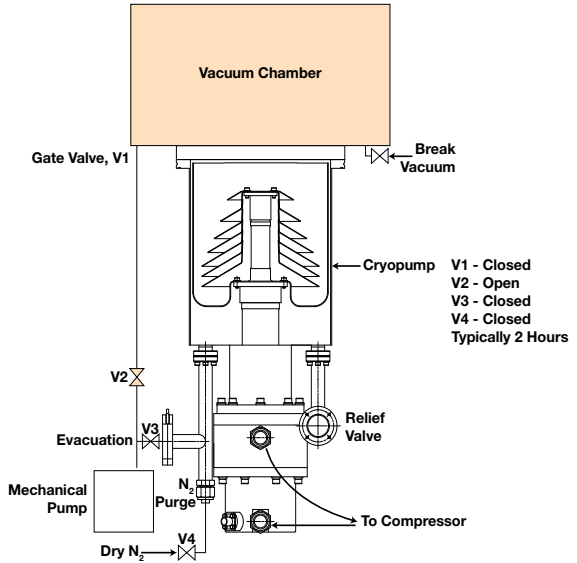 Vacuum Chamber
Gate Valve, V1
Break
Vacuum
Cryopump
V1 - Closed
V2 - Open
V3 - Closed
V4 - Closed
Typically 2 Hours
V2
V3
Evacuation
Relief
Valve
Mechanical
Pump
N₂
Purge
To Compressor
V4
Dry N₂